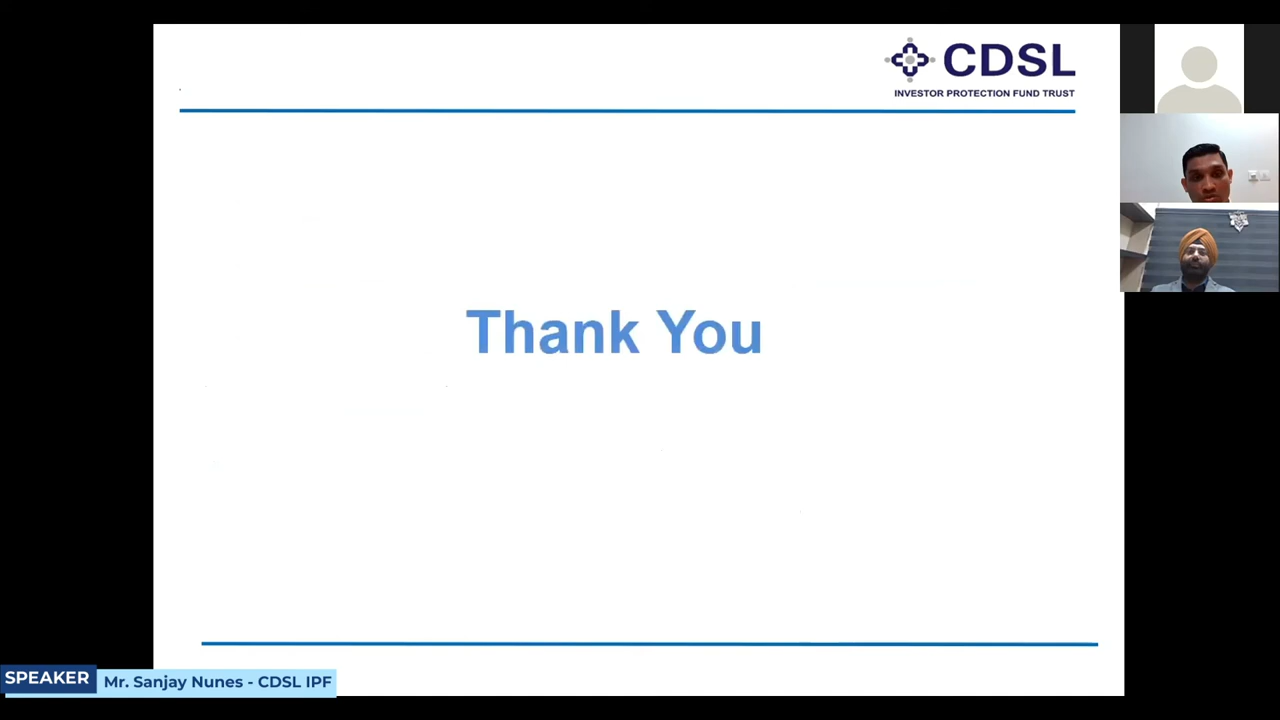 CDSL
INVESTOR PROTECTION FUND TRUST
Thank You
SPEAKER
Mr. Sanjay Nunes - CDSL IPF